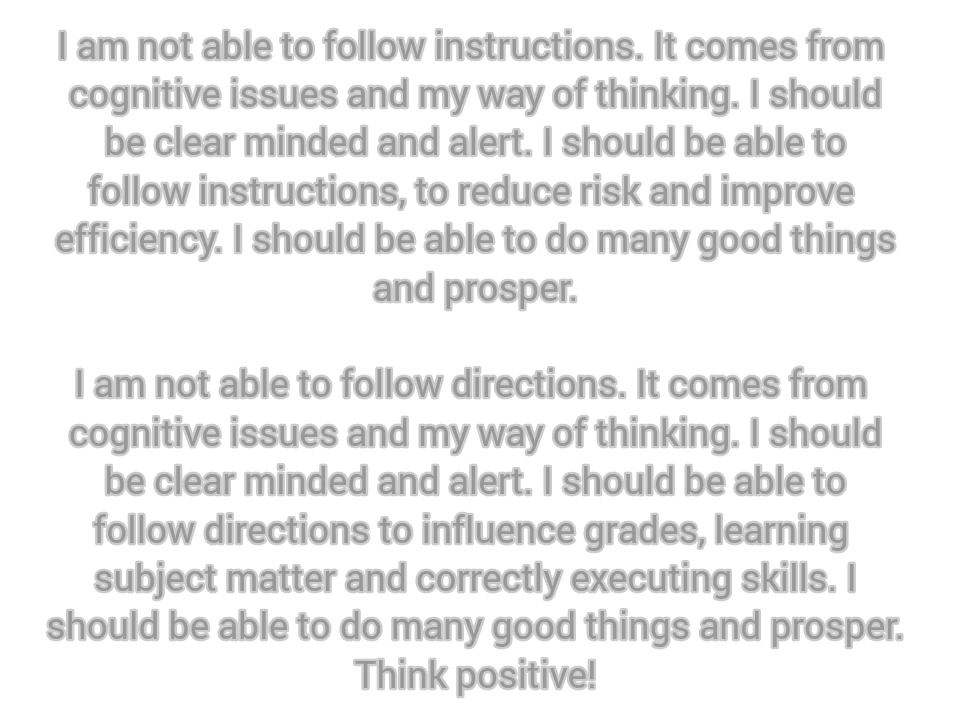 I am not able to follow instructions. It comes from
cognitive issues and my way of thinking. I should
be clear minded and alert. I should be able to
follow instructions, to reduce risk and improve
efficiency. I should be able to do many good things
and prosper.
I am not able to follow directions. It comes from
cognitive issues and my way of thinking. I should
be clear minded and alert. I should be able to
follow directions to influence grades, learning
subject matter and correctly executing skills. I
should be able to do many good things and prosper.
Think positive!